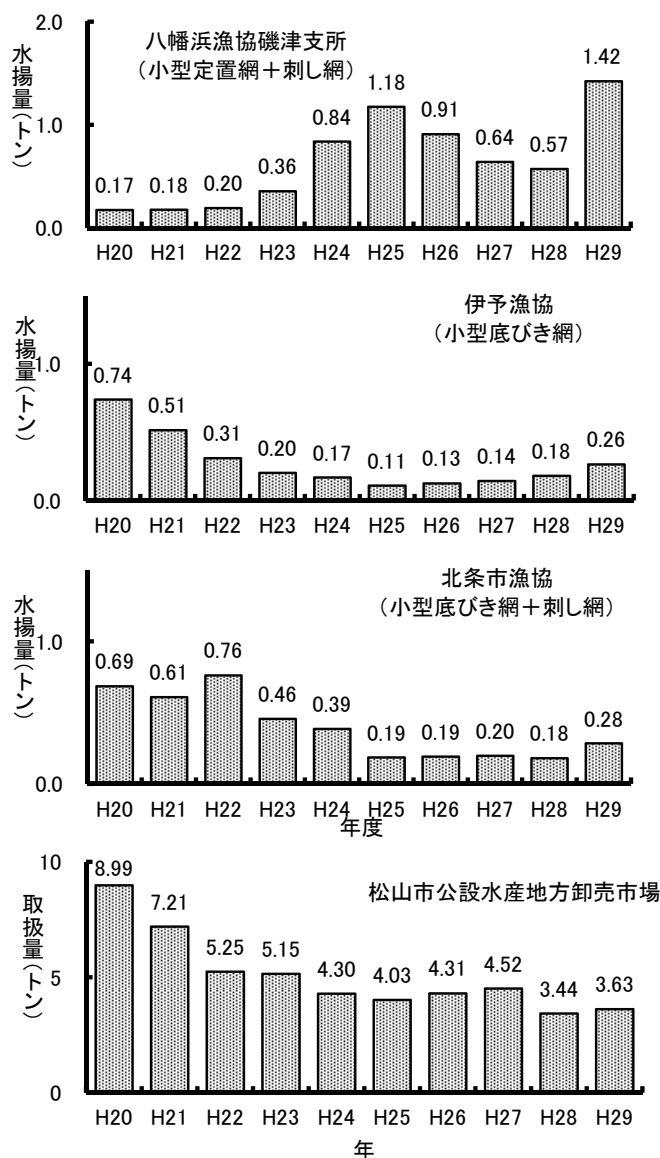 八幡浜漁協磯津支所
（小型定置網＋刺し網）
水揚量（トン）
2.0
1.0
0.0
0.17 0.18 0.20 0.36 0.84 1.18 0.91 0.64 0.57 1.42
H20 H21 H22 H23 H24 H25 H26 H27 H28 H29
伊予漁協
（小型底びき網）
水揚量（トン）
1.0
0.0
0.74 0.51 0.31 0.20 0.17 0.11 0.13 0.14 0.18 0.26
H20 H21 H22 H23 H24 H25 H26 H27 H28 H29
北条市漁協
（小型底びき網＋刺し網）
水揚量（トン）
1.0
0.0
0.69 0.61 0.76 0.46 0.39 0.19 0.19 0.20 0.18 0.28
H20 H21 H22 H23 H24 H25 H26 H27 H28 H29
年度
松山市公設水産地方卸売市場
取扱量（トン）
10
5
0
8.99 7.21 5.25 5.15 4.30 4.03 4.31 4.52 3.44 3.63
H20 H21 H22 H23 H24 H25 H26 H27 H28 H29
年